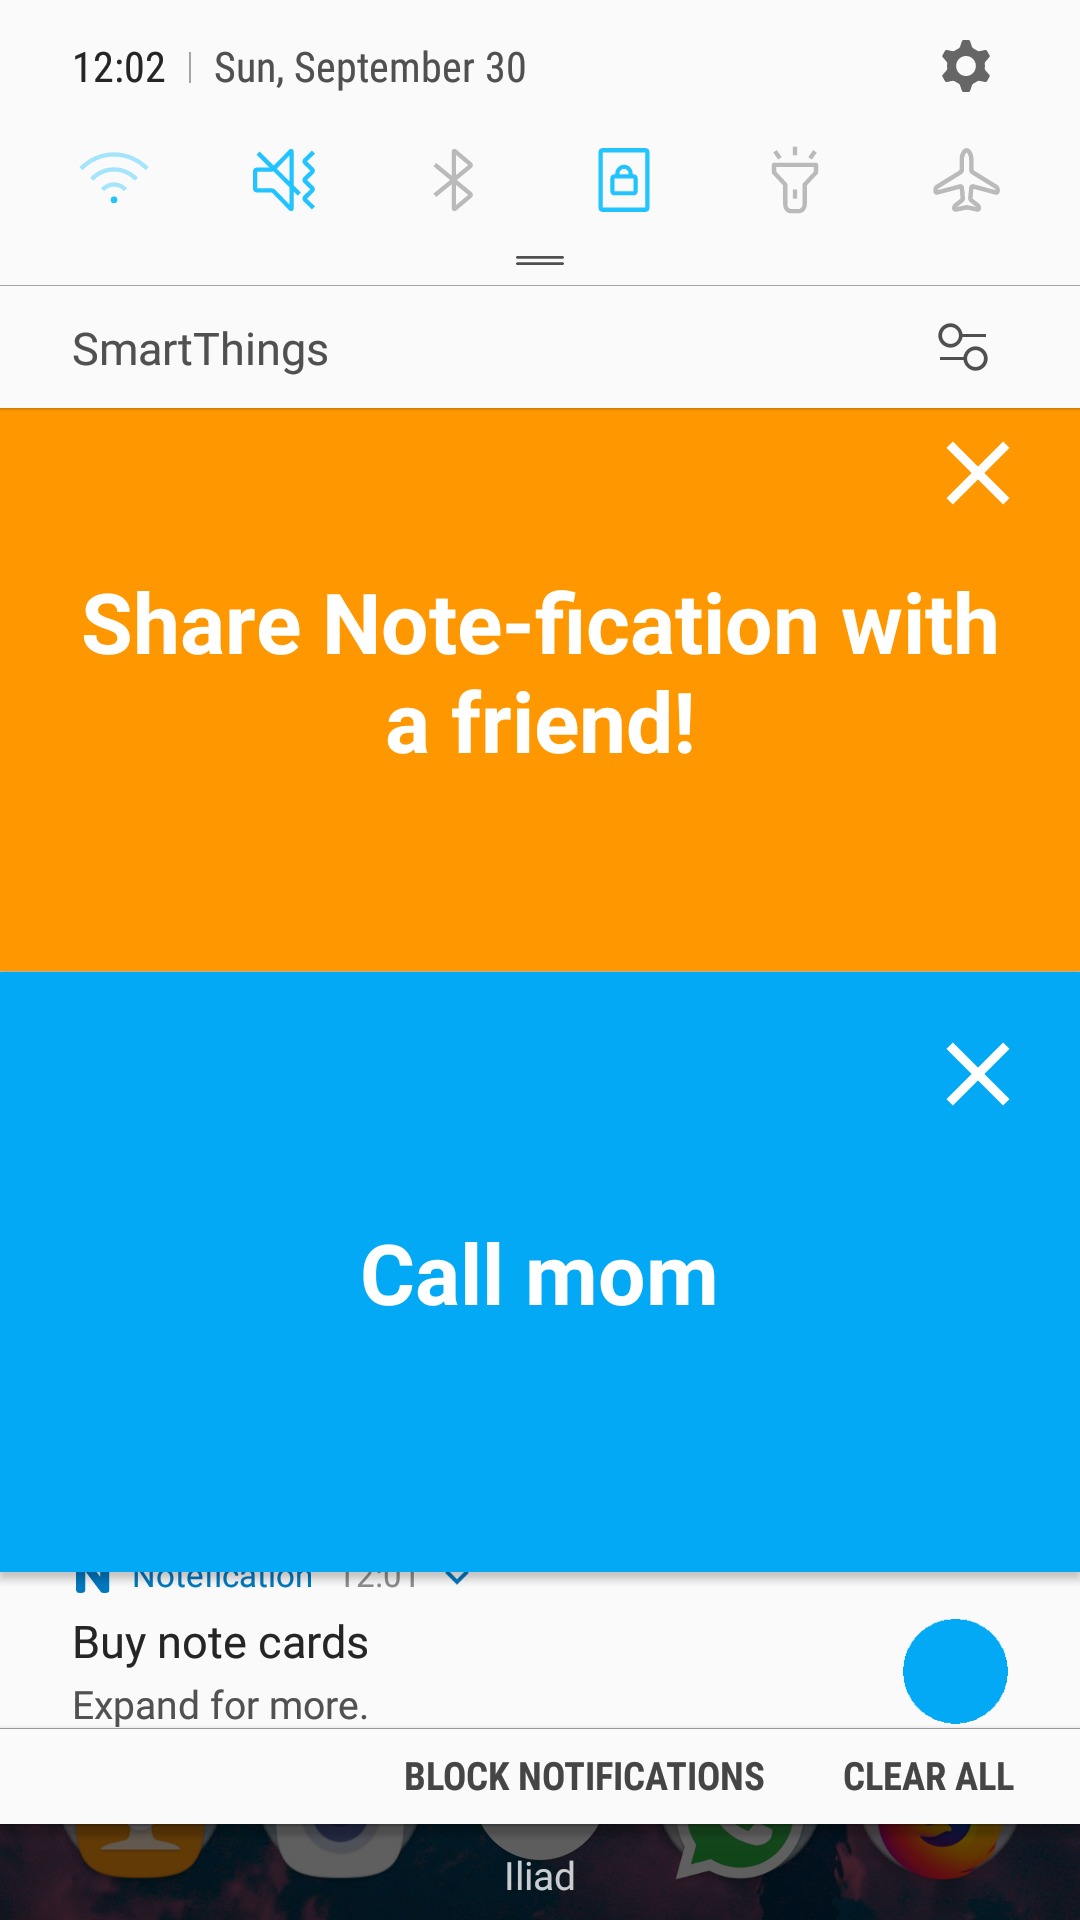 12:02 | Sun, September 30
SmartThings
Share Note-fication with
a friend!
Call mom
Notefication 12:01
Buy note cards
Expand for more.
BLOCK NOTIFICATIONS CLEAR ALL
Iliad